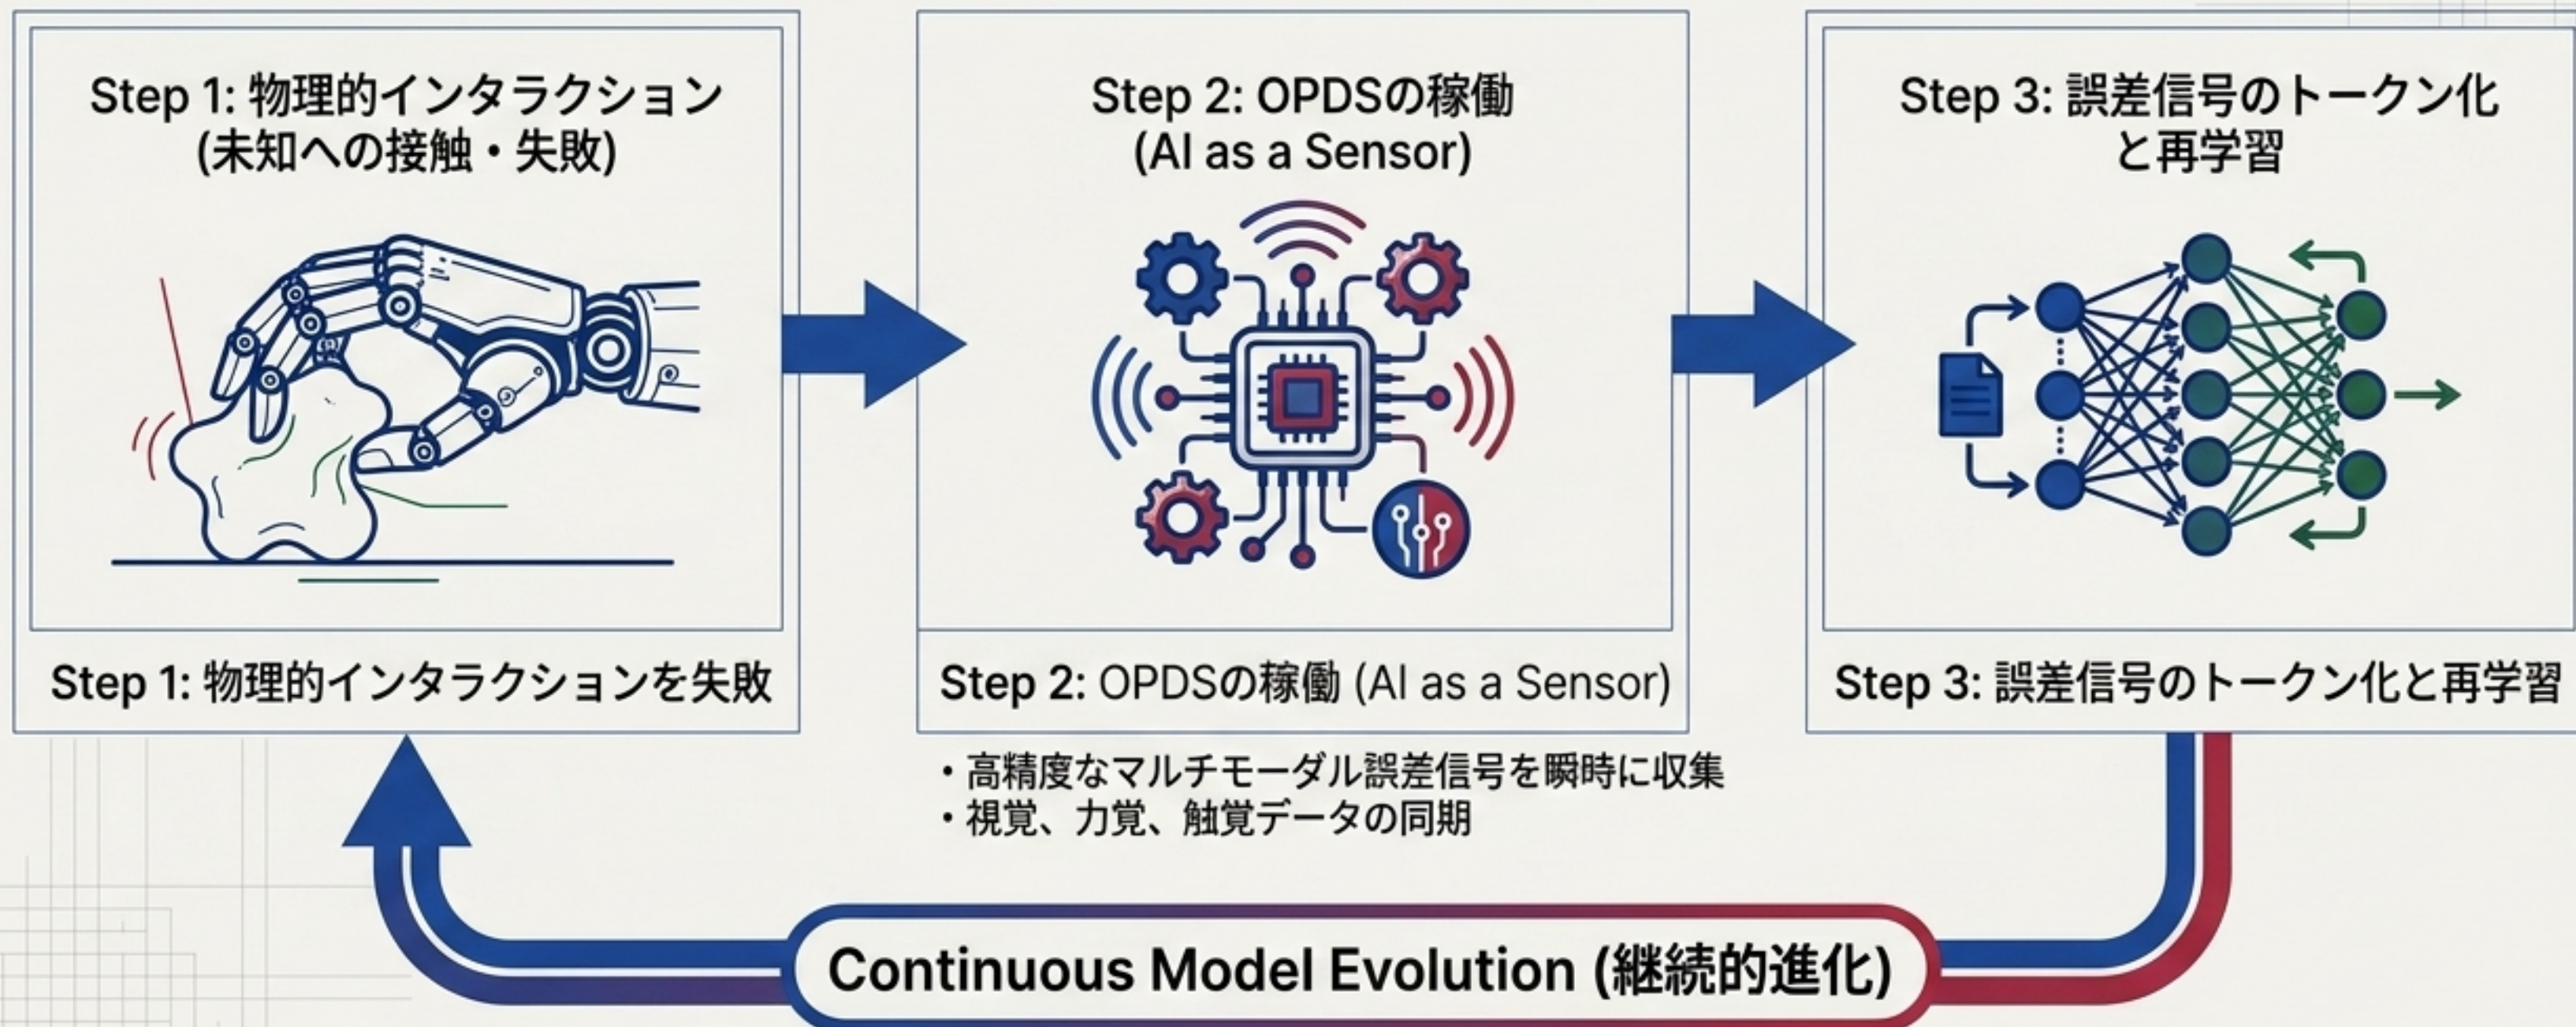 Step 1: 物理的インタラクション
(未知への接触・失敗)
Step 1: 物理的インタラクションを失敗
Step 2: OPDSの稼働
(AI as a Sensor)
Step 2: OPDSの稼働 (AI as a Sensor)
・高精度なマルチモーダル誤差信号を瞬時に収集
・視覚、力覚、触覚データの同期
Step 3: 誤差信号のトークン化
と再学習
Step 3: 誤差信号のトークン化と再学習
Continuous Model Evolution (継続的進化)